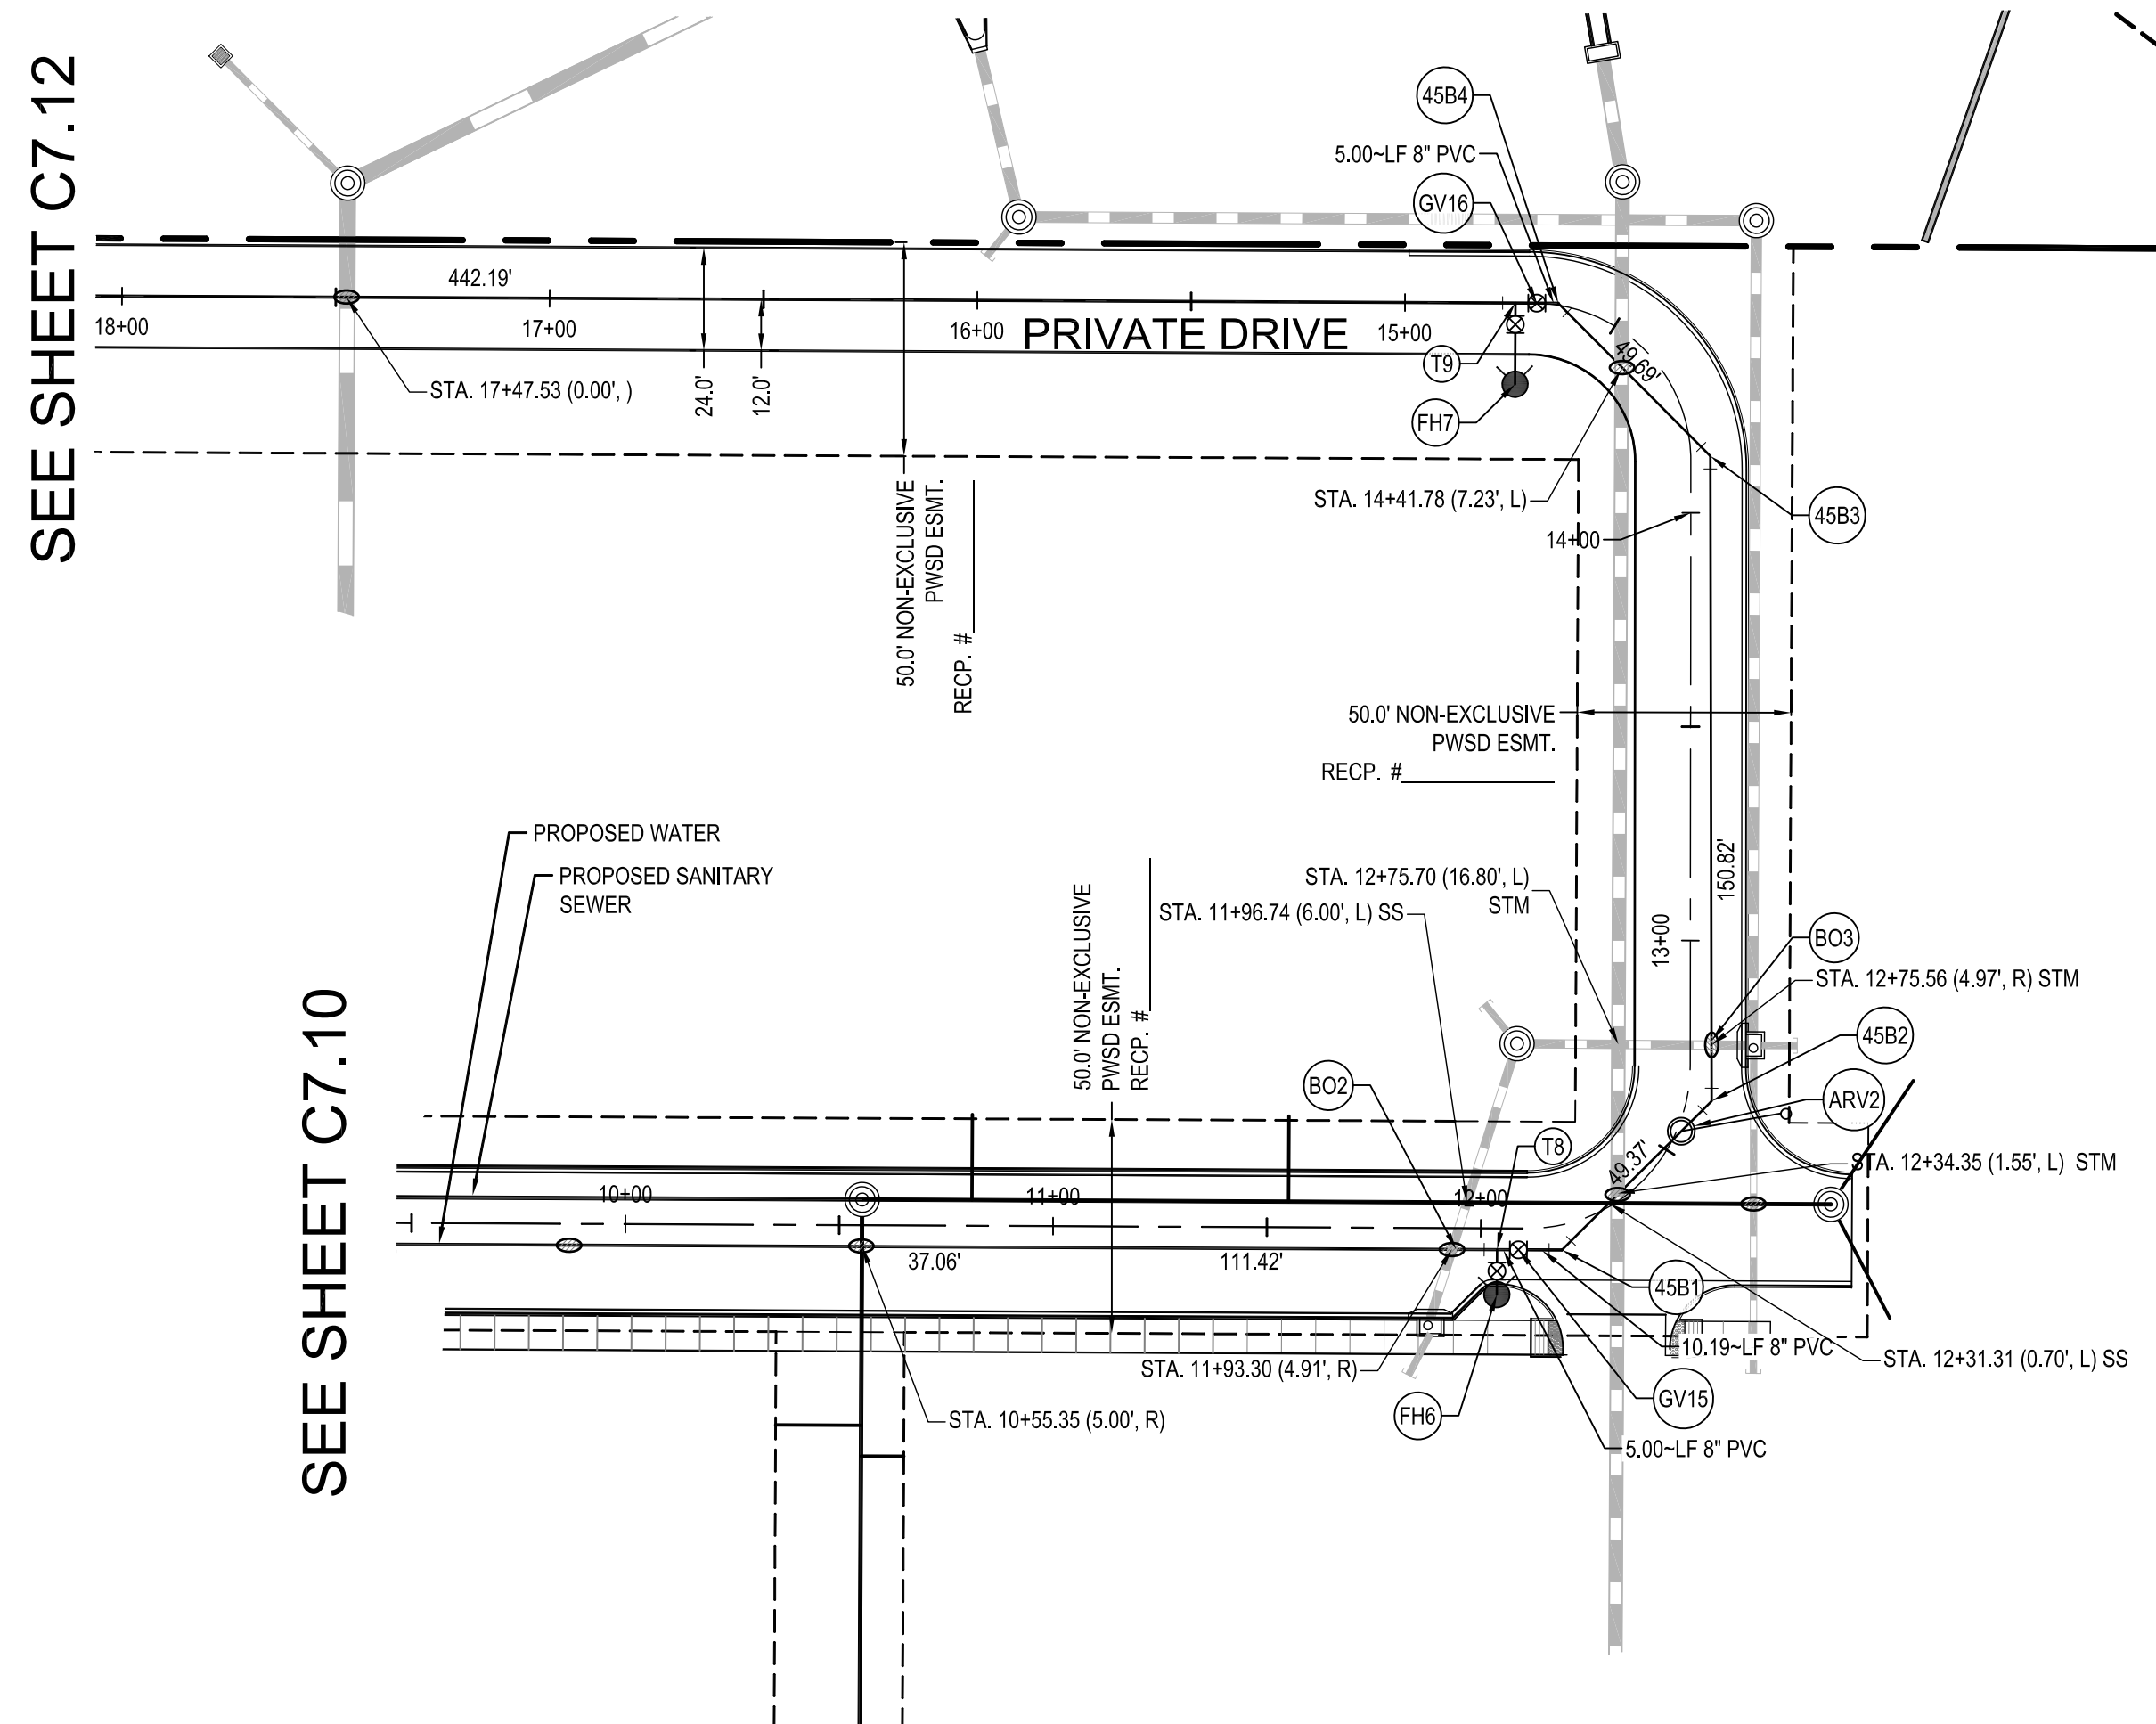 SEE SHEET C7.12
45B4
5.00~LF 8" PVC
GV16
442.19'
18+00
17+00
16+00
PRIVATE DRIVE
15+00
49.69'
T9
STA. 17+47.53 (0.00', )
24.0'
12.0'
FH7
50.0' NON-EXCLUSIVE
PWSD ESMT.
RECP. #
STA. 14+41.78 (7.23', L)
45B3
14+00
50.0' NON-EXCLUSIVE
PWSD ESMT.
RECP. #
PROPOSED WATER
PROPOSED SANITARY
SEWER
150.82'
STA. 12+75.70 (16.80', L)
STM
STA. 11+96.74 (6.00', L) SS
13+00
BO3
STA. 12+75.56 (4.97', R) STM
50.0' NON-EXCLUSIVE
PWSD ESMT.
RECP. #
SEE SHEET C7.10
45B2
BO2
ARV2
T8
49.37'
STA. 12+34.35 (1.55', L) STM
10+00
11+00
12+00
37.06'
111.42'
45B1
10.19~LF 8" PVC
STA. 12+31.31 (0.70', L) SS
STA. 11+93.30 (4.91', R)
GV15
STA. 10+55.35 (5.00', R)
FH6
5.00~LF 8" PVC